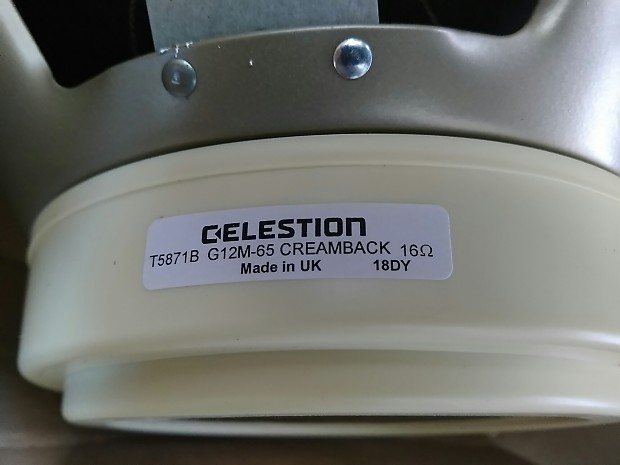 CELESTION
T5871B G12M-65 CREAMBACK 16Ω
Made in UK 18DY